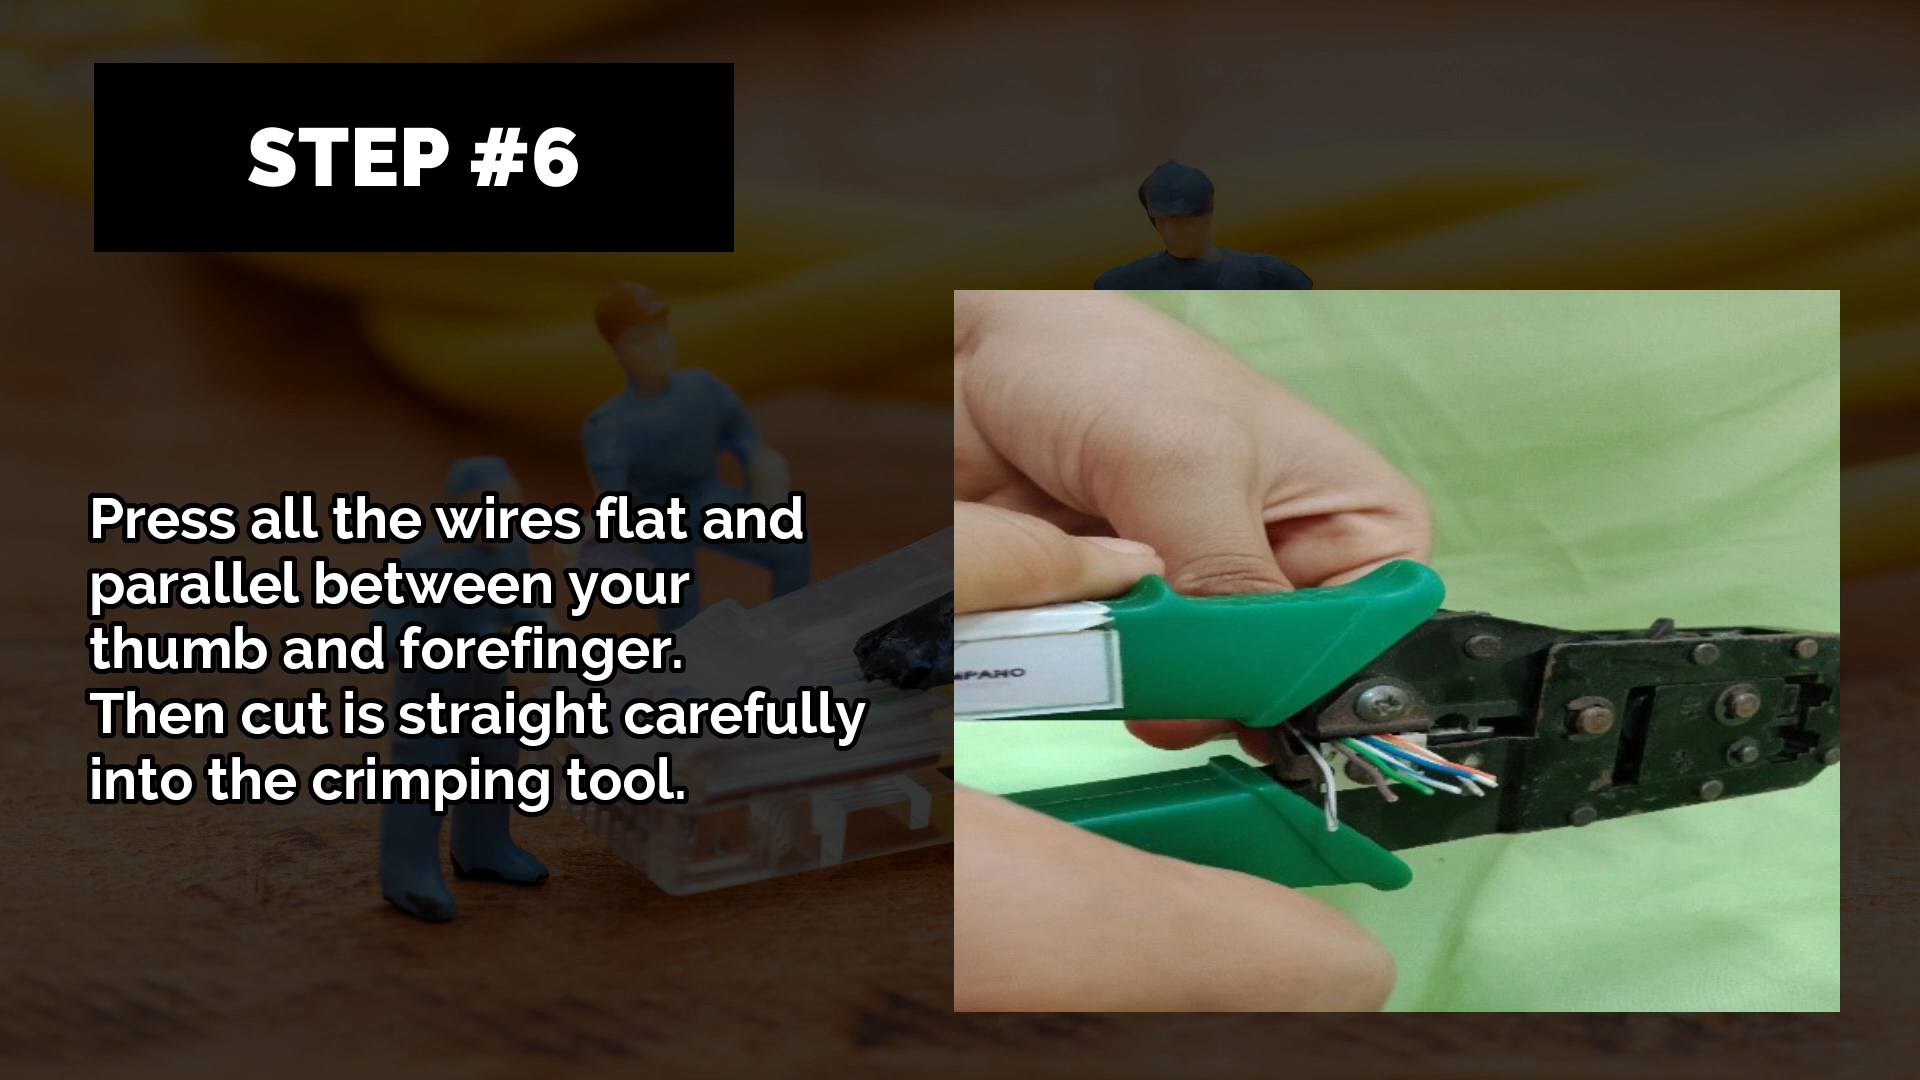 STEP #6
Press all the wires flat and
parallel between your
thumb and forefinger.
Then cut is straight carefully
into the crimping tool.